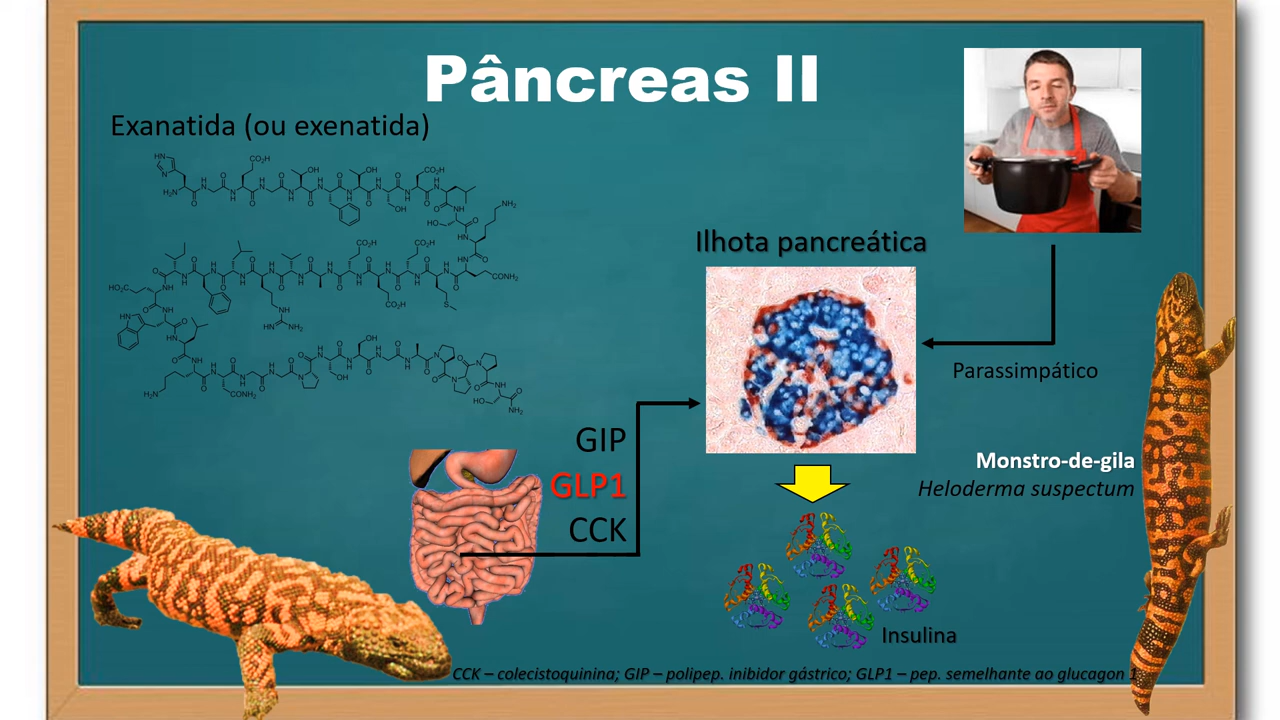 Pâncreas II
Exanatida (ou exenatida)
Ilhota pancreática
Parassimpático
GIP
GLP1
CCK
Monstro-de-gila
Heloderma suspectum
Insulina
CCK – colecistoquinina; GIP – polipep. inibidor gástrico; GLP1 – pep. semelhante ao glucagon 1